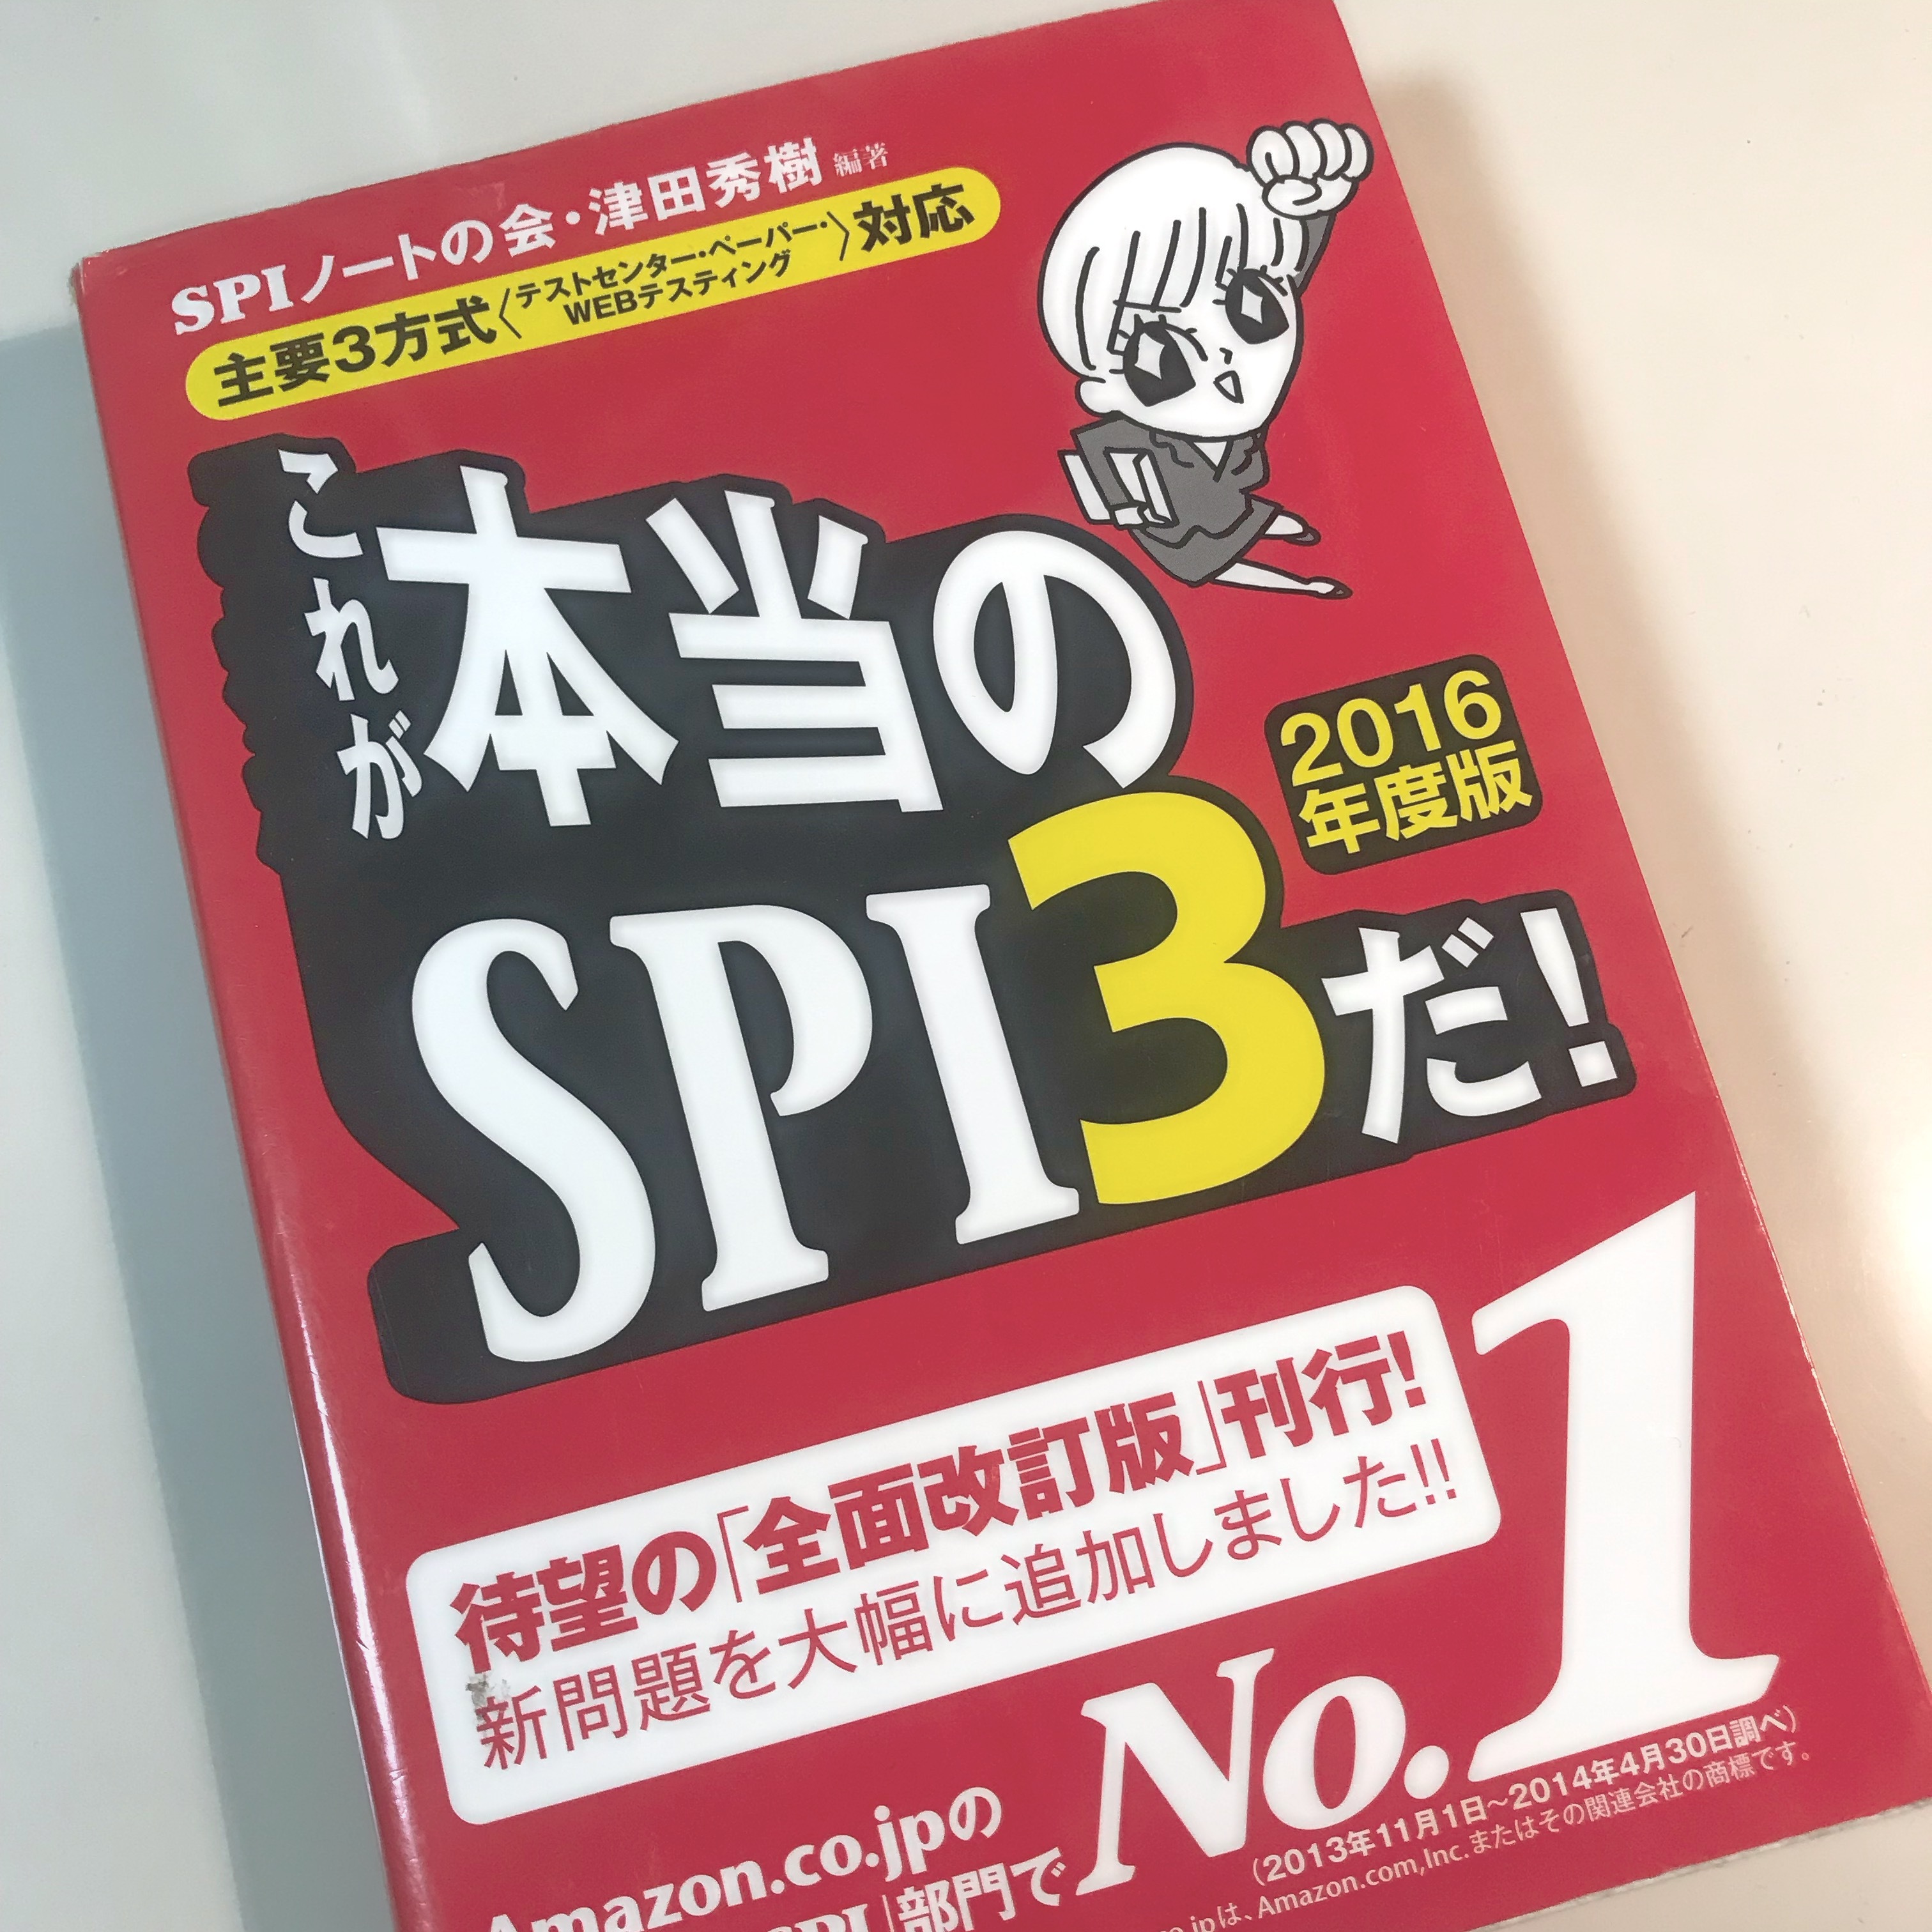 SPIノートの会・津田秀樹 編著
主要3方式〈テストセンター・ペーパー・WEBテスティング〉対応
これが
本当の
SPI3だ!
2016
年度版
待望の「全面改訂版」刊行!
新問題を大幅に追加しました!!
Amazon.co.jpの
SPI」部門で
No.1
(2013年11月1日~2014年4月30日調べ)
jpは、Amazon.com,Inc.またはその関連会社の商標です。